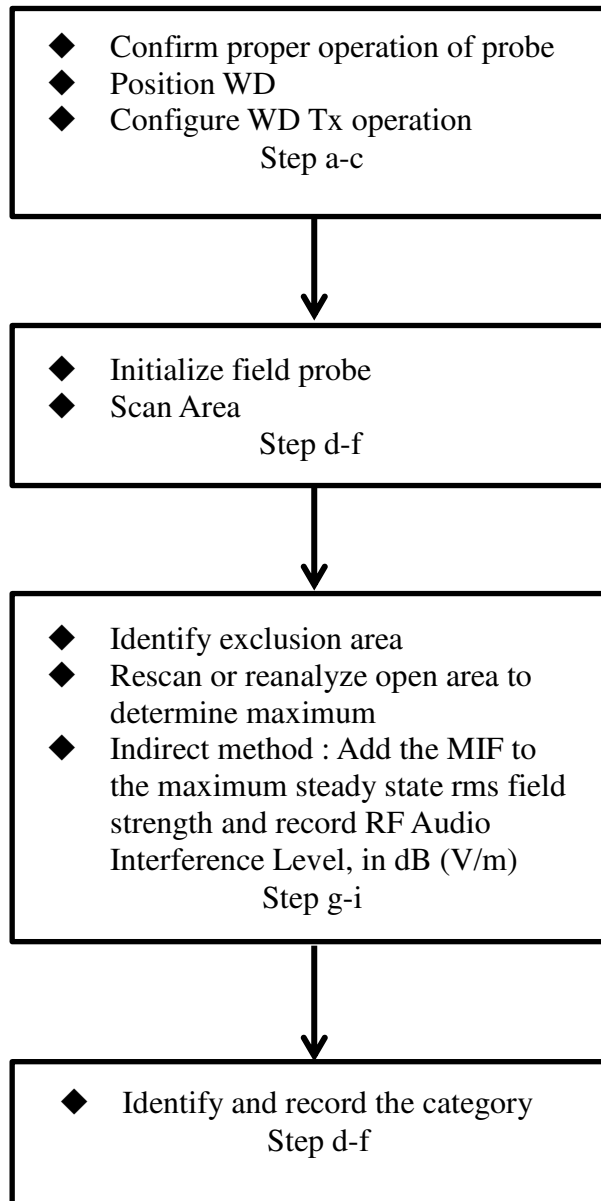 ◆ Confirm proper operation of probe
◆ Position WD
◆ Configure WD Tx operation
Step a-c
◆ Initialize field probe
◆ Scan Area
Step d-f
◆ Identify exclusion area
◆ Rescan or reanalyze open area to
determine maximum
◆ Indirect method : Add the MIF to
the maximum steady state rms field
strength and record RF Audio
Interference Level, in dB (V/m)
Step g-i
◆ Identify and record the category
Step d-f